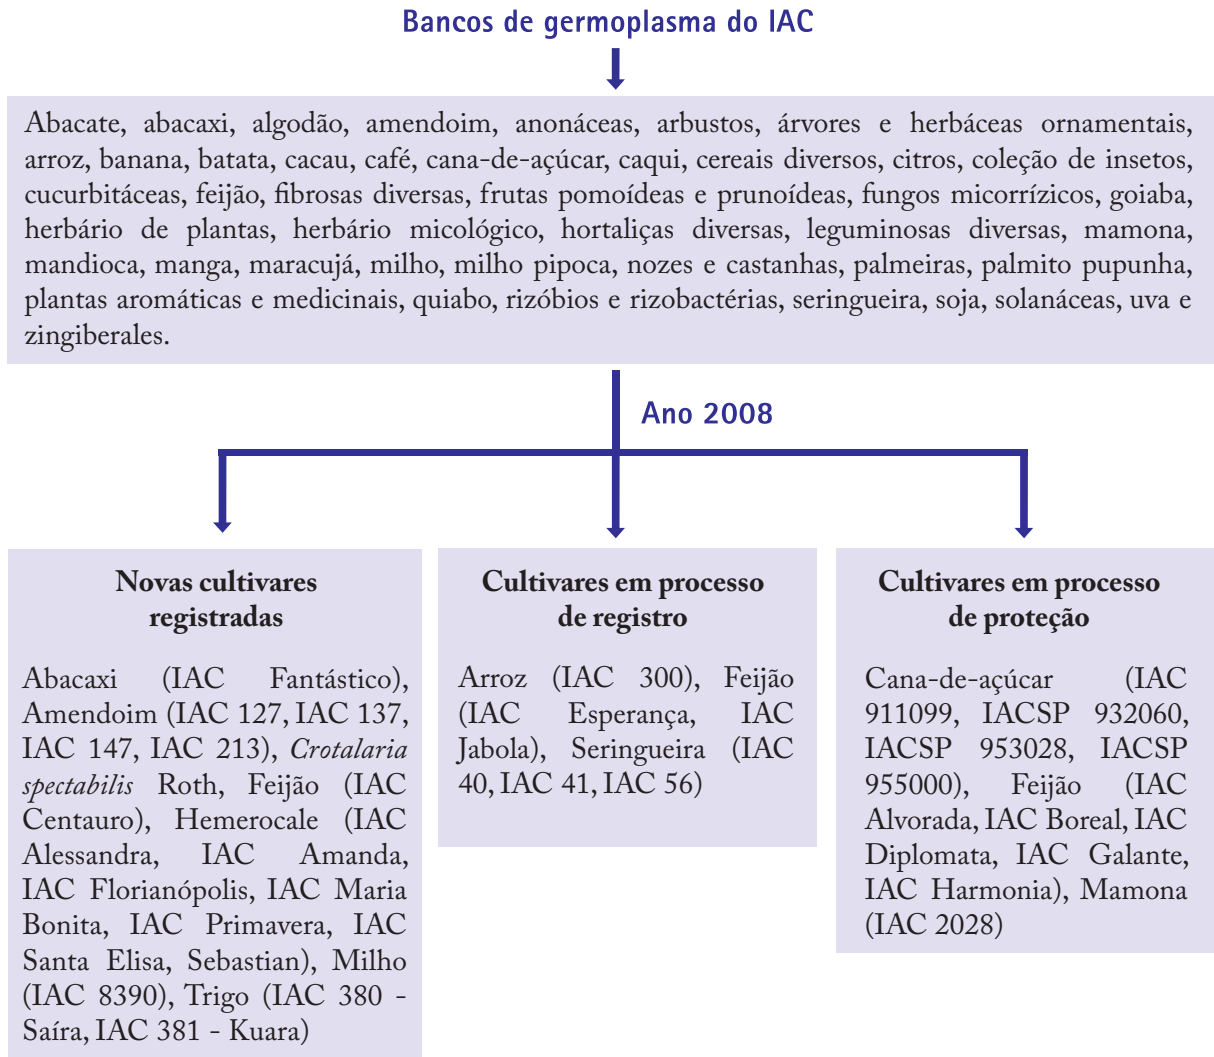 Bancos de germoplasma do IAC
Abacate, abacaxi, algodão, amendoim, anonáceas, arbustos, árvores e herbáceas ornamentais,
arroz, banana, batata, cacau, café, cana-de-açúcar, caqui, cereais diversos, citros, coleção de insetos,
cucurbitáceas, feijão, fibrosas diversas, frutas pomoídeas e prunoídeas, fungos micorrízicos, goiaba,
herbário de plantas, herbário micológico, hortaliças diversas, leguminosas diversas, mamona,
mandioca, manga, maracujá, milho, milho pipoca, nozes e castanhas, palmeiras, palmito pupunha,
plantas aromáticas e medicinais, quiabo, rizóbios e rizobactérias, seringueira, soja, solanáceas, uva e
zingiberales.
Ano 2008
Novas cultivares
registradas
Abacaxi (IAC Fantástico),
Amendoim (IAC 127, IAC 137,
IAC 147, IAC 213), Crotalaria
spectabilis Roth, Feijão (IAC
Centauro), Hemerocale (IAC
Alessandra, IAC Amanda,
IAC Florianópolis, IAC Maria
Bonita, IAC Primavera, IAC
Santa Elisa, Sebastian), Milho
(IAC 8390), Trigo (IAC 380 -
Saíra, IAC 381 - Kuara)
Cultivares em processo
de registro
Arroz (IAC 300), Feijão
(IAC Esperança, IAC
Jabola), Seringueira (IAC
40, IAC 41, IAC 56)
Cultivares em processo
de proteção
Cana-de-açúcar (IAC
911099, IACSP 932060,
IACSP 953028, IACSP
955000), Feijão (IAC
Alvorada, IAC Boreal, IAC
Diplomata, IAC Galante,
IAC Harmonia), Mamona
(IAC 2028)